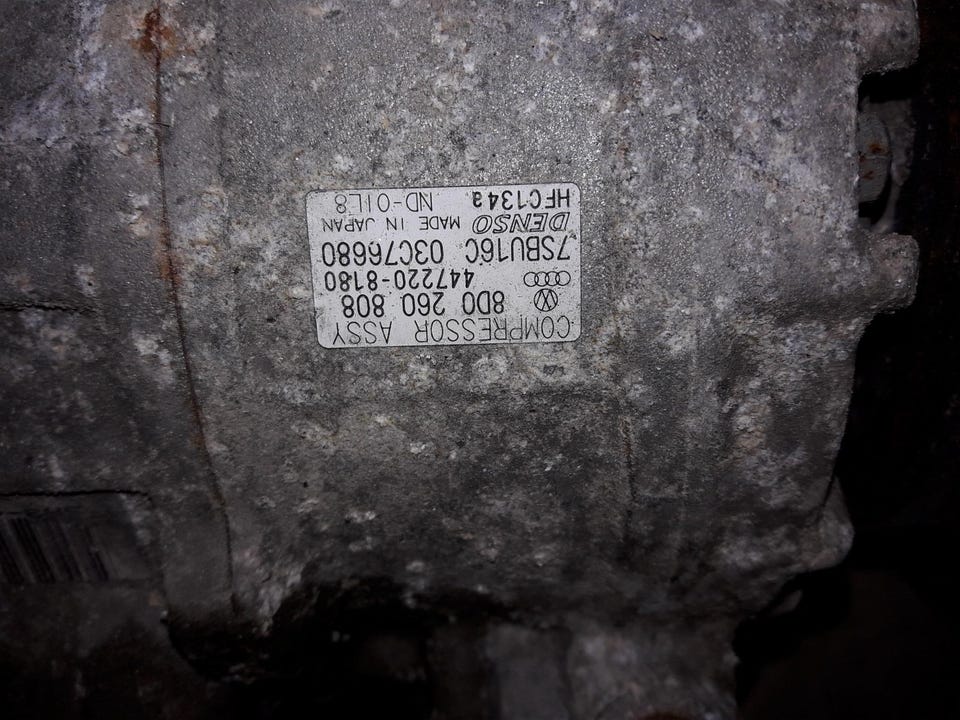 COMPRESSOR ASSY
8D0 260 808
447220-8180
7SBU16C 03C76680
DENSO MADE IN JAPAN
HFC134a ND-OIL8